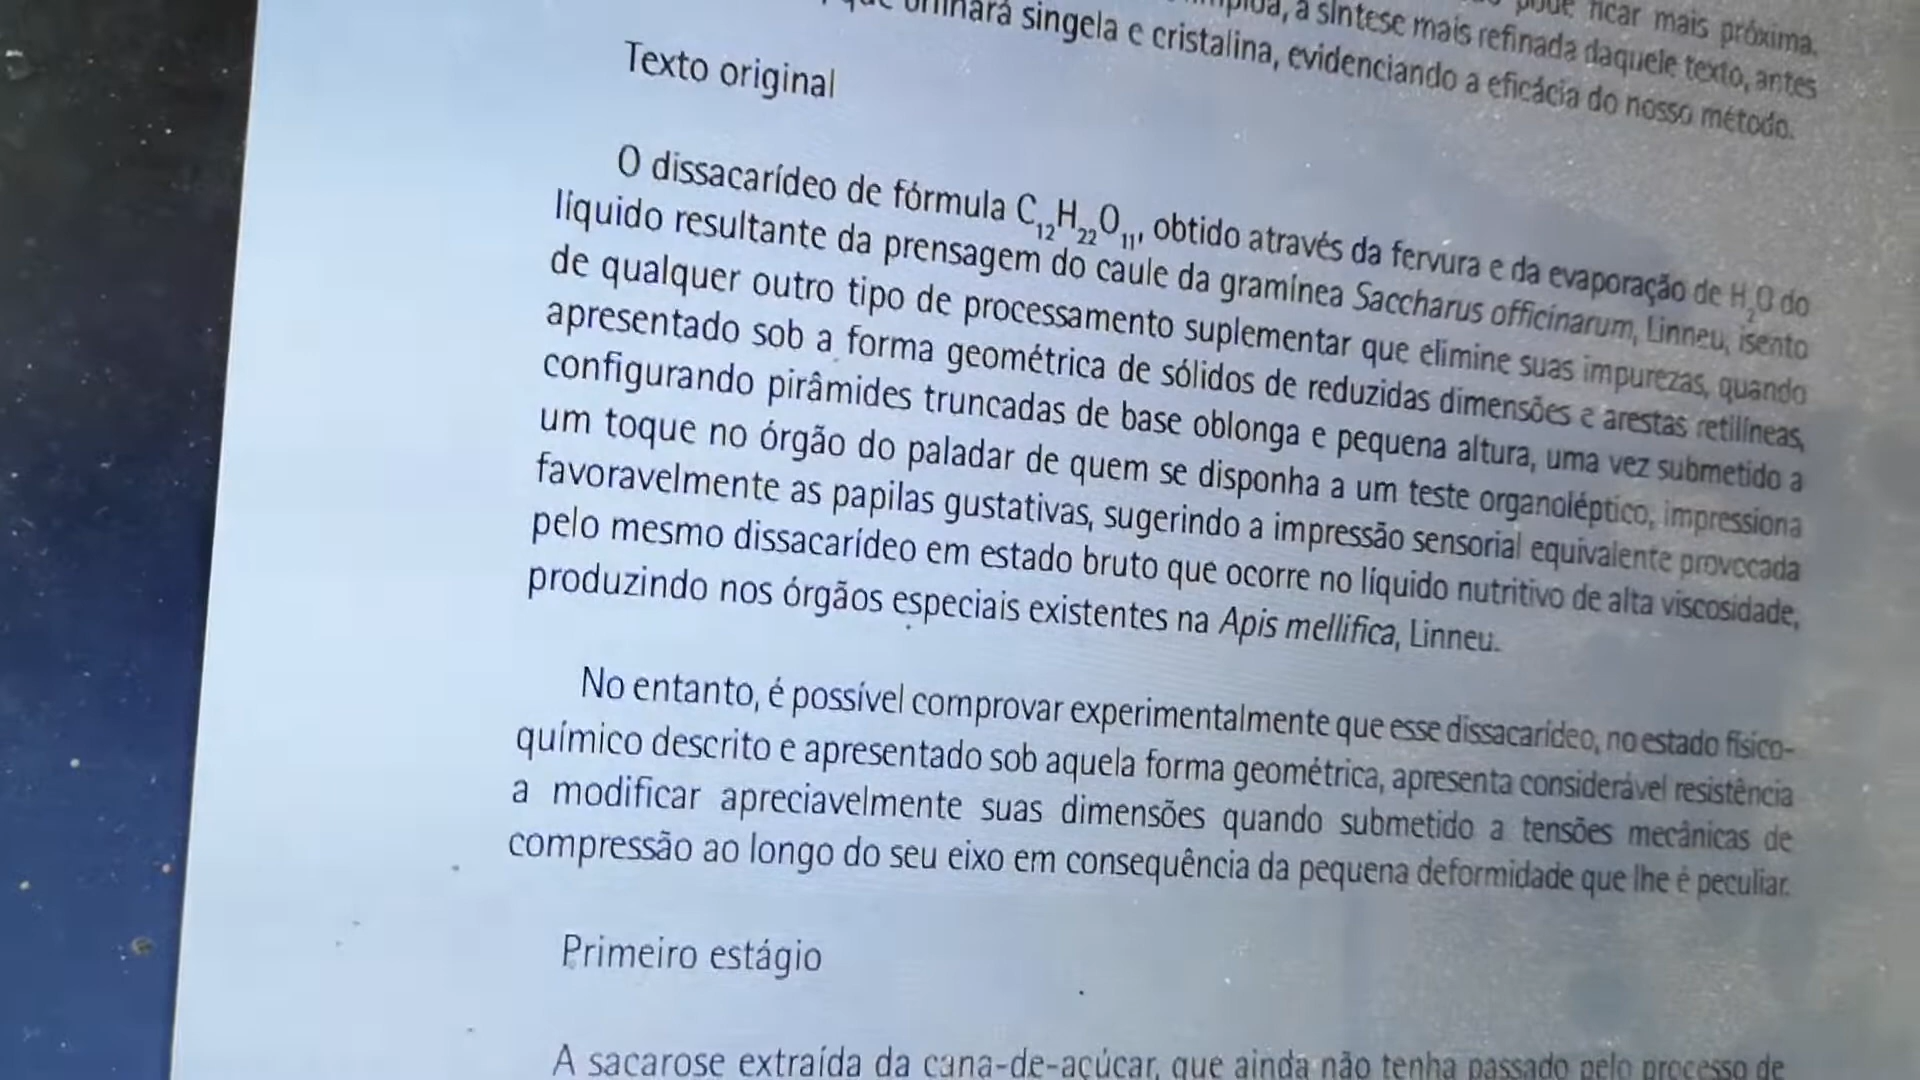 pode ficar mais próxima.
a síntese mais refinada daquele texto, antes
singela e cristalina, evidenciando a eficácia do nosso método.
Texto original
O dissacarídeo de fórmula C₁₂H₂₂O₁₁, obtido através da fervura e da evaporação de H₂O do
líquido resultante da prensagem do caule da gramínea Saccharus officinarum, Linneu, isento
de qualquer outro tipo de processamento suplementar que elimine suas impurezas, quando
apresentado sob a forma geométrica de sólidos de reduzidas dimensões e arestas retilíneas,
configurando pirâmides truncadas de base oblonga e pequena altura, uma vez submetido a
um toque no órgão do paladar de quem se disponha a um teste organoléptico, impressiona
favoravelmente as papilas gustativas, sugerindo a impressão sensorial equivalente provocada
pelo mesmo dissacarídeo em estado bruto que ocorre no líquido nutritivo de alta viscosidade,
produzindo nos órgãos especiais existentes na Apis mellifica, Linneu.
No entanto, é possível comprovar experimentalmente que esse dissacarídeo, no estado físico-
químico descrito e apresentado sob aquela forma geométrica, apresenta considerável resistência
a modificar apreciavelmente suas dimensões quando submetido a tensões mecânicas de
compressão ao longo do seu eixo em consequência da pequena deformidade que lhe é peculiar.
Primeiro estágio
A sacarose extraída da cana-de-açúcar, que ainda não tenha passado pelo processo de